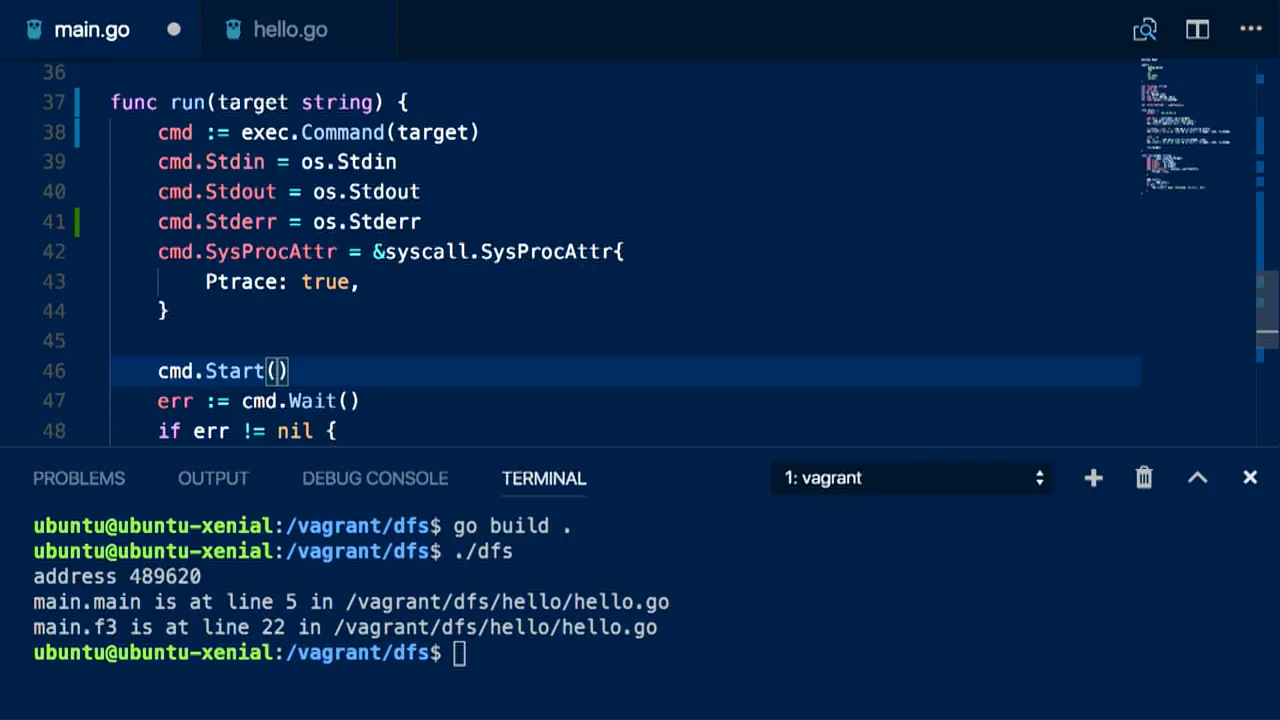 main.go
hello.go
36
37 func run(target string) {
38 cmd := exec.Command(target)
39 cmd.Stdin = os.Stdin
40 cmd.Stdout = os.Stdout
41 cmd.Stderr = os.Stderr
42 cmd.SysProcAttr = &syscall.SysProcAttr{
43 Ptrace: true,
44 }
45
46 cmd.Start()
47 err := cmd.Wait()
48 if err != nil {
PROBLEMS OUTPUT DEBUG CONSOLE TERMINAL 1: vagrant
ubuntu@ubuntu-xenial:/vagrant/dfs$ go build .
ubuntu@ubuntu-xenial:/vagrant/dfs$ ./dfs
address 489620
main.main is at line 5 in /vagrant/dfs/hello/hello.go
main.f3 is at line 22 in /vagrant/dfs/hello/hello.go
ubuntu@ubuntu-xenial:/vagrant/dfs$